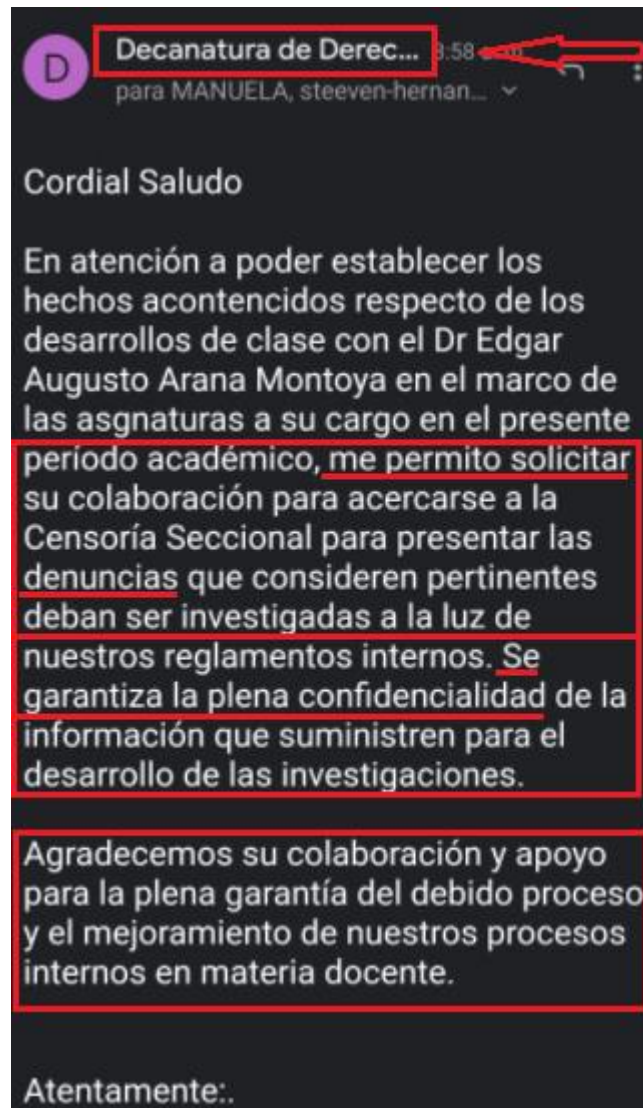 D
Decanatura de Derec...
para MANUELA, steeven-hernan...
Cordial Saludo
En atención a poder establecer los
hechos acontencidos respecto de los
desarrollos de clase con el Dr Edgar
Augusto Arana Montoya en el marco de
las asgnaturas a su cargo en el presente
período académico, me permito solicitar
su colaboración para acercarse a la
Censoría Seccional para presentar las
denuncias que consideren pertinentes
deban ser investigadas a la luz de
nuestros reglamentos internos. Se
garantiza la plena confidencialidad de la
información que suministren para el
desarrollo de las investigaciones.
Agradecemos su colaboración y apoyo
para la plena garantía del debido proceso
y el mejoramiento de nuestros procesos
internos en materia docente.
Atentamente:.